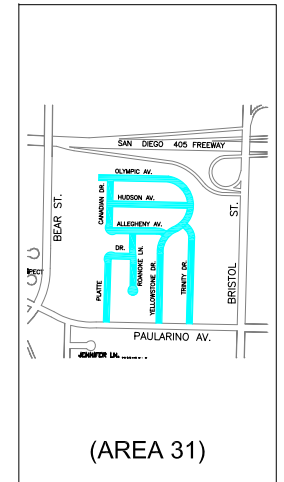 SAN DIEGO 405 FREEWAY
OLYMPIC AV.
CANADIAN DR.
HUDSON AV.
BEAR ST.
ALLEGHENY AV.
ST.
DR.
ROANOKE LN.
PLATTE
YELLOWSTONE DR.
TRINITY DR.
BRISTOL
PAULARINO AV.
JENNIFER LN.
(AREA 31)